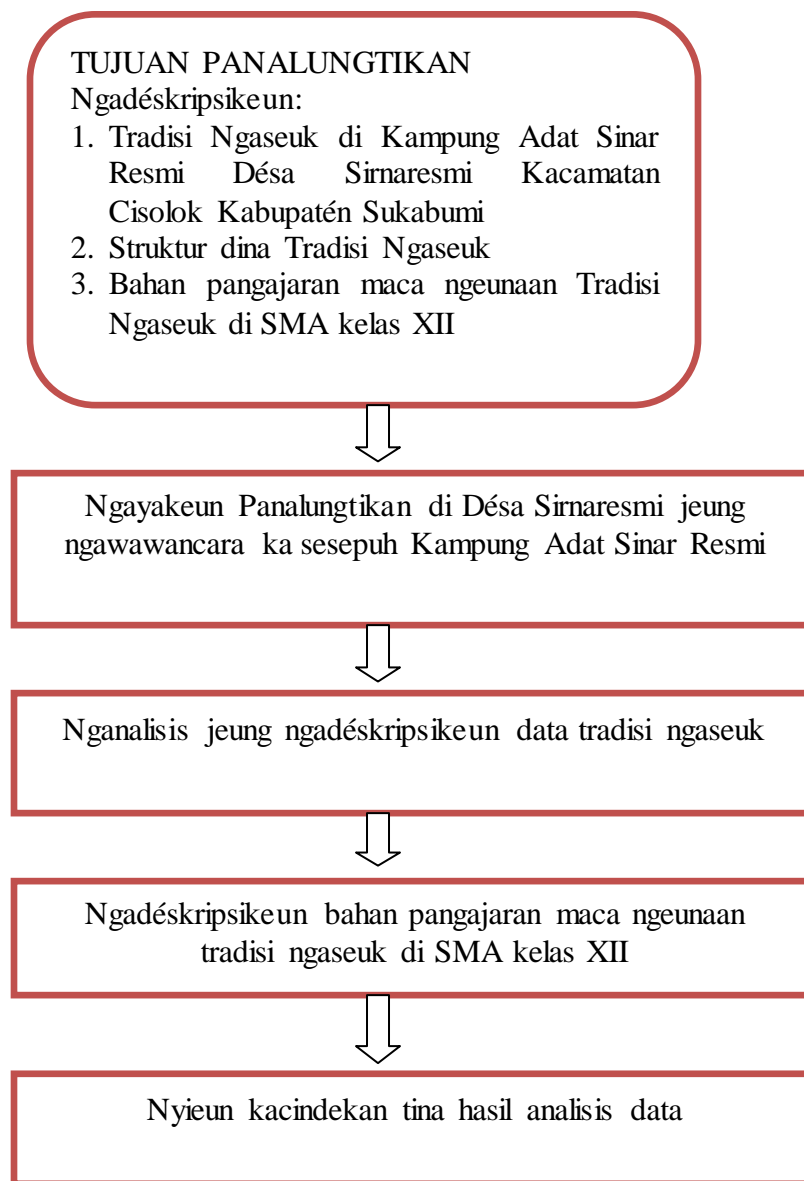 TUJUAN PANALUNGTIKAN
Ngadéskripsikeun:
1. Tradisi Ngaseuk di Kampung Adat Sinar
Resmi Désa Sirnaresmi Kacamatan
Cisolok Kabupatén Sukabumi
2. Struktur dina Tradisi Ngaseuk
3. Bahan pangajaran maca ngeunaan Tradisi
Ngaseuk di SMA kelas XII
Ngayakeun Panalungtikan di Désa Sirnaresmi jeung
ngawawancara ka sesepuh Kampung Adat Sinar Resmi
Nganalisis jeung ngadéskripsikeun data tradisi ngaseuk
Ngadéskripsikeun bahan pangajaran maca ngeunaan
tradisi ngaseuk di SMA kelas XII
Nyieun kacindekan tina hasil analisis data